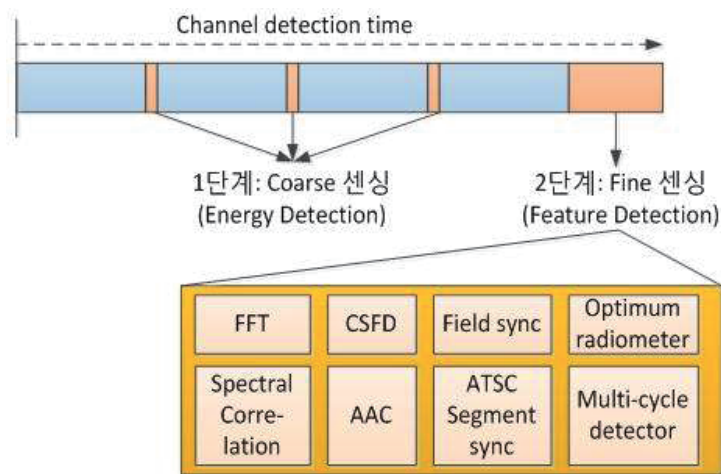 Channel detection time
1단계: Coarse 센싱
(Energy Detection)
2단계: Fine 센싱
(Feature Detection)
FFT
CSFD
Field sync
Optimum
radiometer
Spectral
Corre-
lation
AAC
ATSC
Segment
sync
Multi-cycle
detector